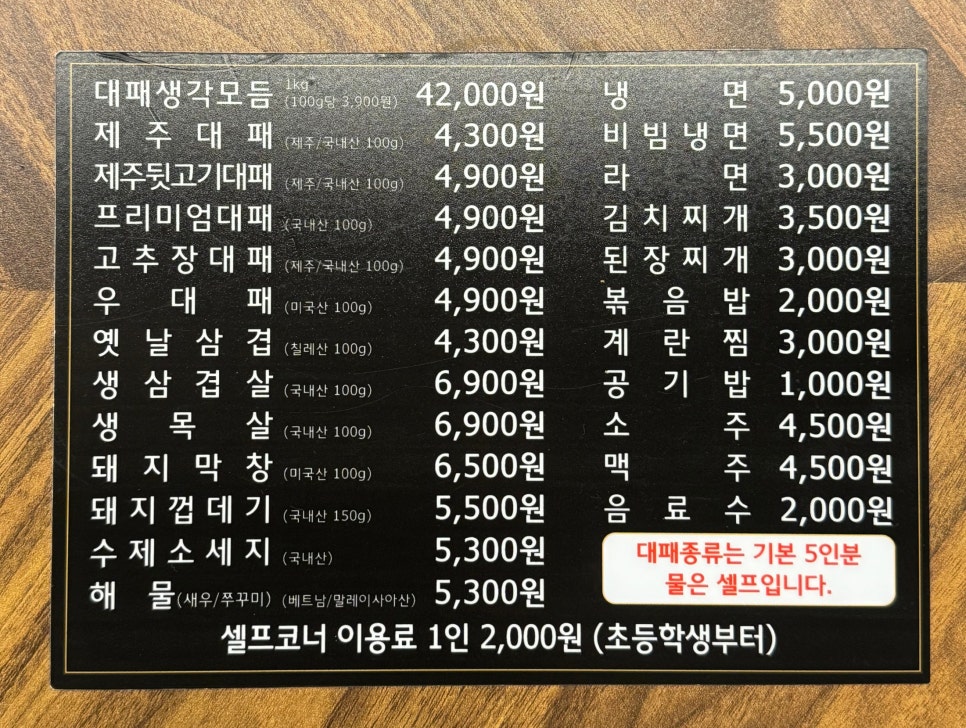 대패생각모듬 1kg (100g당 3,900원) 42,000원
제주대패 (제주/국내산 100g) 4,300원
제주뒷고기대패 (제주/국내산 100g) 4,900원
프리미엄대패 (국내산 100g) 4,900원
고추장대패 (제주/국내산 100g) 4,900원
우대패 (미국산 100g) 4,900원
옛날삼겹 (칠레산 100g) 4,300원
생삼겹살 (국내산 100g) 6,900원
생목살 (국내산 100g) 6,900원
돼지막창 (미국산 100g) 6,500원
돼지껍데기 (국내산 150g) 5,500원
수제소세지 (국내산) 5,300원
해물(새우/쭈꾸미) (베트남/말레이시아산) 5,300원
냉면 5,000원
비빔냉면 5,500원
라면 3,000원
김치찌개 3,500원
된장찌개 3,000원
볶음밥 2,000원
계란찜 3,000원
공기밥 1,000원
소주 4,500원
맥주 4,500원
음료수 2,000원
대패종류는 기본 5인분
물은 셀프입니다.
셀프코너 이용료 1인 2,000원 (초등학생부터)